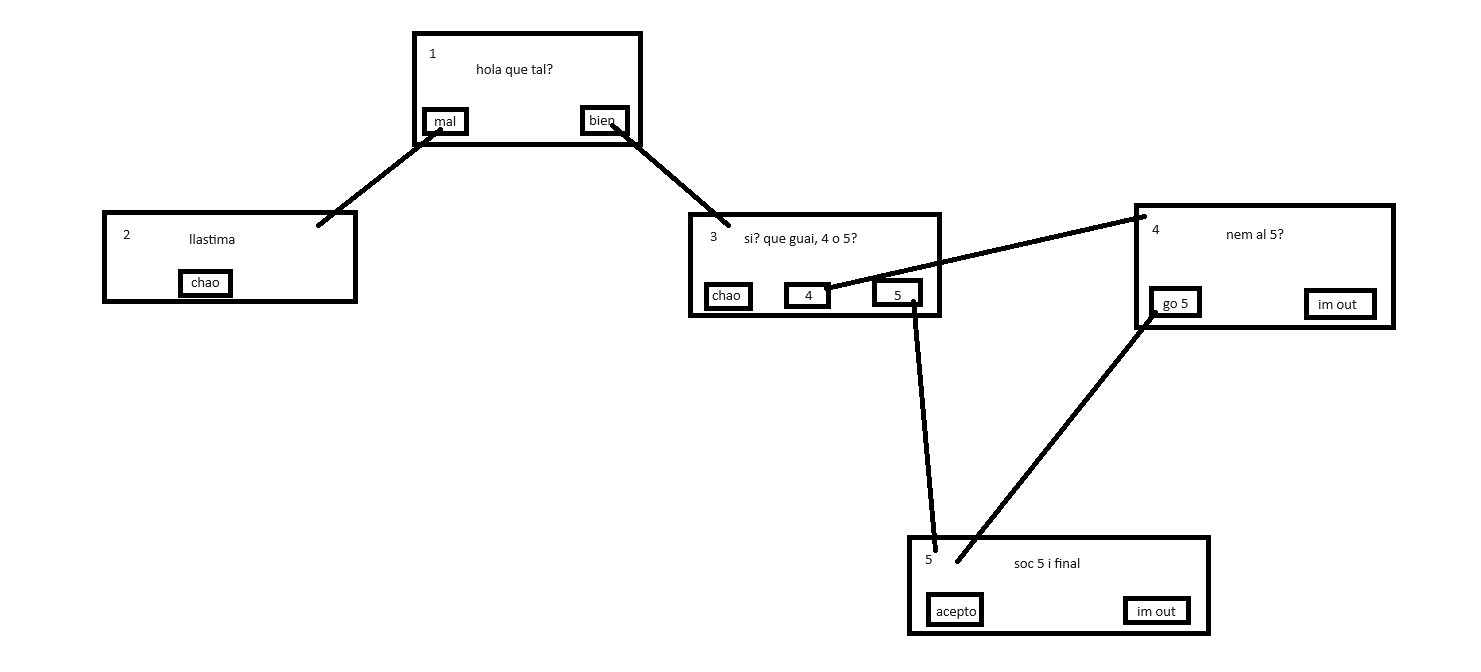 1
hola que tal?
mal
bien
2
llastima
chao
3
si? que guai, 4 o 5?
chao
4
5
4
nem al 5?
go 5
im out
5
soc 5 i final
acepto
im out